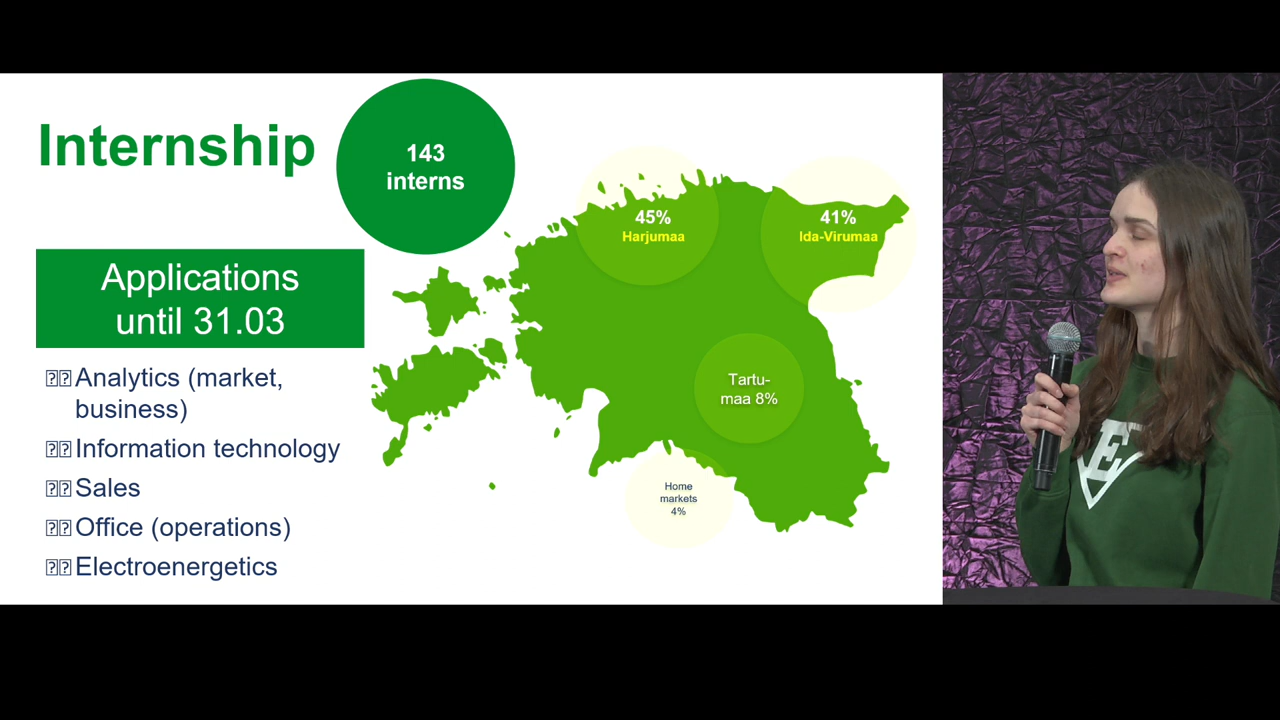 Internship
143
interns
Applications
until 31.03
Analytics (market,
business)
Information technology
Sales
Office (operations)
Electroenergetics
45%
Harjumaa
41%
Ida-Virumaa
Tartu-
maa 8%
Home
markets
4%
E